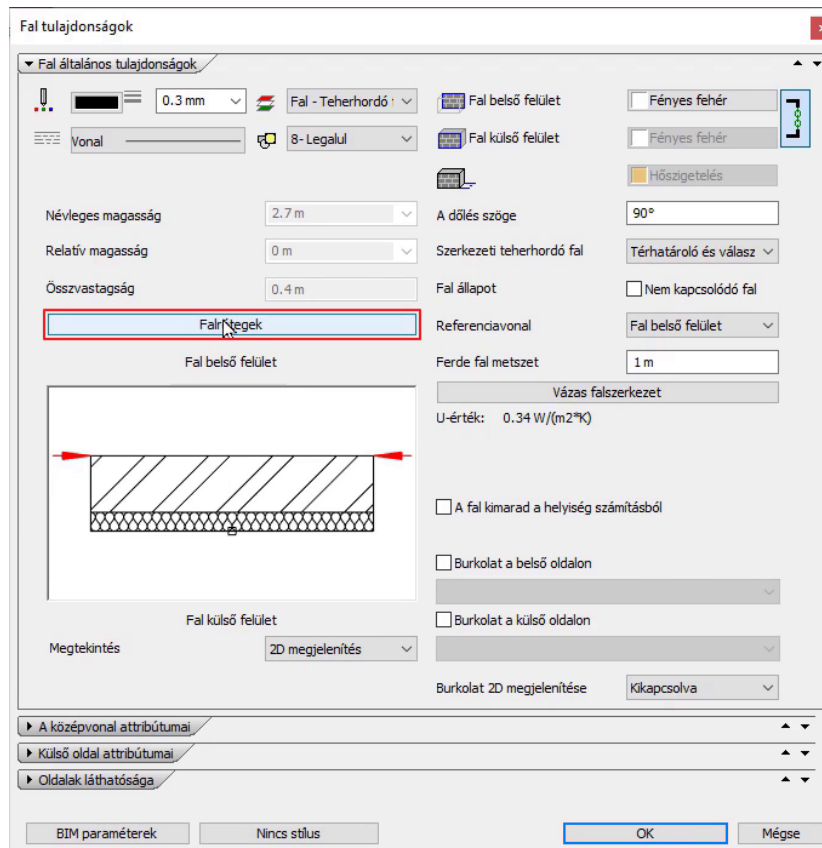 Fal tulajdonságok
Fal általános tulajdonságok
0.3 mm
Fal - Teherhordó
Fal belső felület
Fényes fehér
Vonal
8- Legalul
Fal külső felület
Fényes fehér
Hőszigetelés
Névleges magasság
2.7 m
A dőlés szöge
90°
Relatív magasság
0 m
Szerkezeti teherhordó fal
Térhatároló és válasz
Összvastagság
0.4 m
Fal állapot
Nem kapcsolódó fal
Falrétegek
Referenciavonal
Fal belső felület
Fal belső felület
Ferde fal metszet
1 m
Vázas falszerkezet
U-érték: 0.34 W/(m2*K)
A fal kimarad a helyiség számításból
Burkolat a belső oldalon
Fal külső felület
Burkolat a külső oldalon
Megtekintés
2D megjelenítés
Burkolat 2D megjelenítése
Kikapcsolva
A középvonal attribútumai
Külső oldal attribútumai
Oldalak láthatósága
BIM paraméterek
Nincs stílus
OK
Mégse